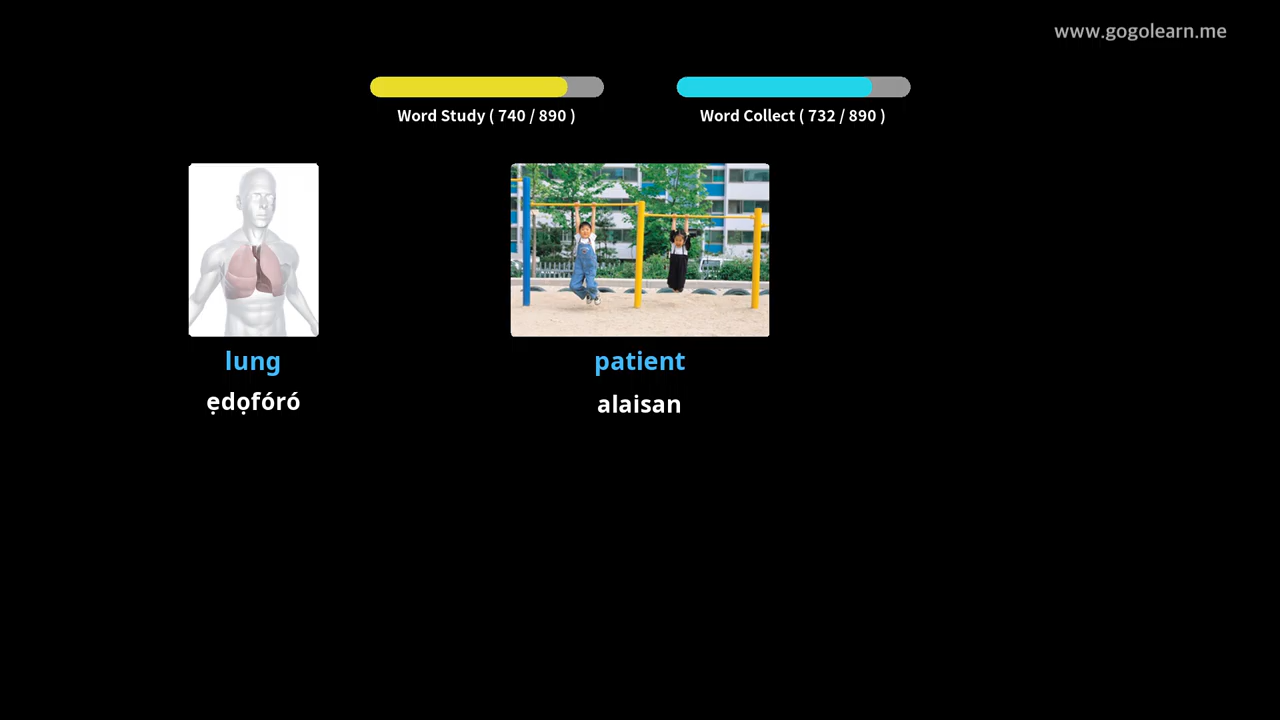 www.gogolearn.me
Word Study ( 740 / 890 )
Word Collect ( 732 / 890 )
lung
ẹdọfóró
patient
alaisan